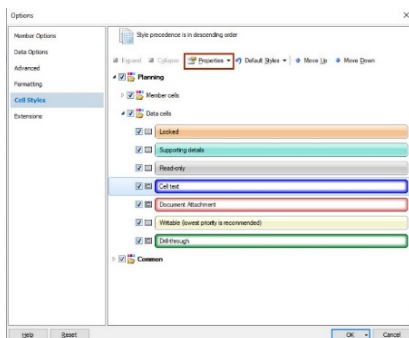 Options
Member Options
Data Options
Advanced
Formatting
Cell Styles
Extensions
Style precedence is in descending order
Expand Collapse Properties Default Styles Move Up Move Down
Planning
Member cells
Data cells
Locked
Supporting details
Read-only
Cell text
Document Attachment
Writable (lowest priority is recommended)
Drill-through
Common
Help Reset OK Cancel